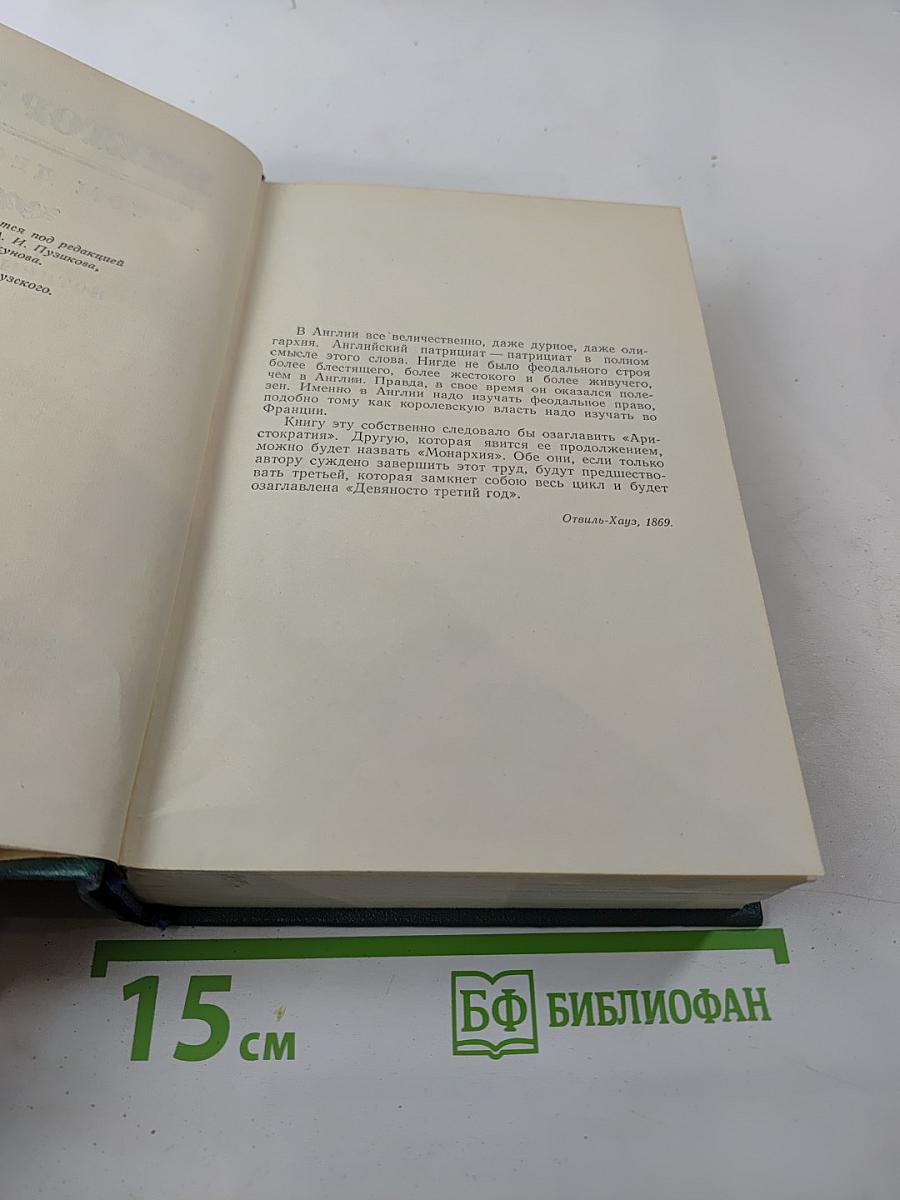 тся под редакцией
И. Пузикова,
кунова.
узского.
В Англии все величественно, даже дурное, даже оли-
гархия. Английский патрициат — патрициат в полном
смысле этого слова. Нигде не было феодального строя
более блестящего, более жестокого и более живучего,
чем в Англии. Правда, в свое время он оказался поле-
зен. Именно в Англии надо изучать феодальное право,
подобно тому как королевскую власть надо изучать во
Франции.
Книгу эту собственно следовало бы озаглавить «Ари-
стократия». Другую, которая явится ее продолжением,
можно будет назвать «Монархия». Обе они, если только
автору суждено завершить этот труд, будут предшество-
вать третьей, которая замкнет собою весь цикл и будет
озаглавлена «Девяносто третий год».
Отвиль-Хауз, 1869.
15 см
БФ БИБЛИОФАН